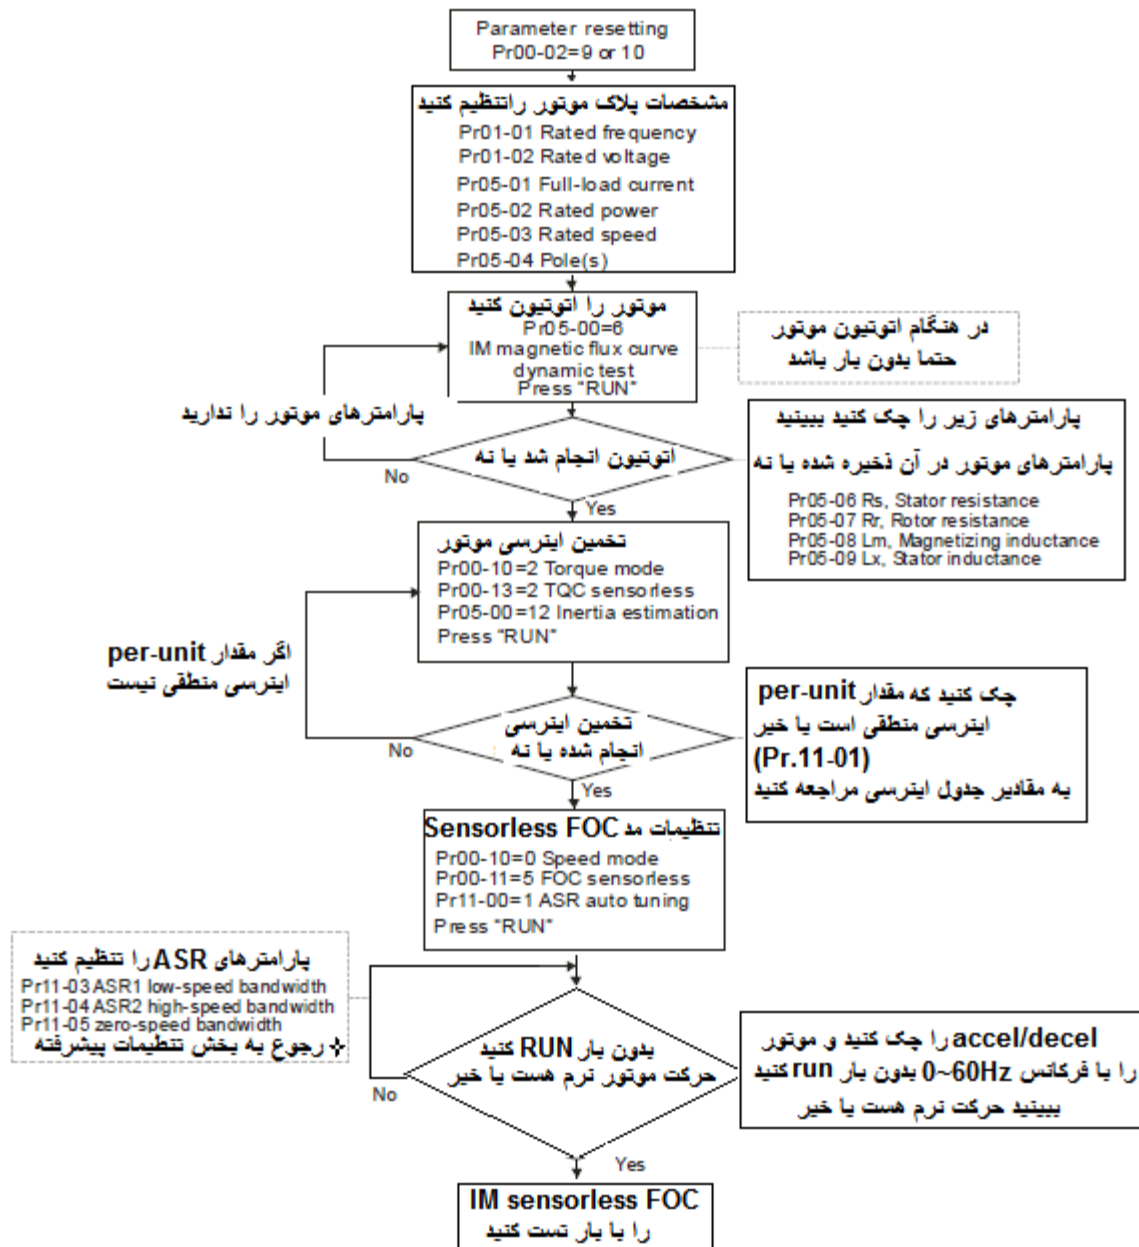 Parameter resetting
Pr00-02=9 or 10
مشخصات پلاک موتور راتنظیم کنید
Pr01-01 Rated frequency
Pr01-02 Rated voltage
Pr05-01 Full-load current
Pr05-02 Rated power
Pr05-03 Rated speed
Pr05-04 Pole(s)
موتور را اتوتیون کنید
Pr05-00=6
IM magnetic flux curve
dynamic test
Press "RUN"
در هنگام اتوتیون موتور
حتما بدون بار باشد
پارامترهای موتور را ندارید
اتوتیون انجام شد یا نه
No
Yes
پارامترهای زیر را چک کنید ببینید
پارامترهای موتور در آن ذخیره شده یا نه
Pr05-06 Rs, Stator resistance
Pr05-07 Rr, Rotor resistance
Pr05-08 Lm, Magnetizing inductance
Pr05-09 Lx, Stator inductance
تخمین اینرسی موتور
Pr00-10=2 Torque mode
Pr00-13=2 TQC sensorless
Pr05-00=12 Inertia estimation
Press "RUN"
اگر مقدار per-unit
اینرسی منطقی نیست
تخمین اینرسی
انجام شده یا نه :
No
Yes
چک کنید که مقدار per-unit
اینرسی منطقی است یا خیر
(Pr.11-01)
به مقادیر جدول اینرسی مراجعه کنید
تنظیمات مد Sensorless FOC
Pr00-10=0 Speed mode
Pr00-11=5 FOC sensorless
Pr11-00=1 ASR auto tuning
Press "RUN"
پارامترهای ASR را تنظیم کنید
Pr11-03 ASR1 low-speed bandwidth
Pr11-04 ASR2 high-speed bandwidth
Pr11-05 zero-speed bandwidth
✣ رجوع به بخش تنظیمات پیشرفته
بدون بار RUN کنید
حرکت موتور نرم هست یا خیر
No
Yes
accel/decel را چک کنید و موتور
را با فرکانس 0~60Hz بدون بار run کنید
ببینید حرکت نرم هست یا خیر
IM sensorless FOC
را با بار تست کنید